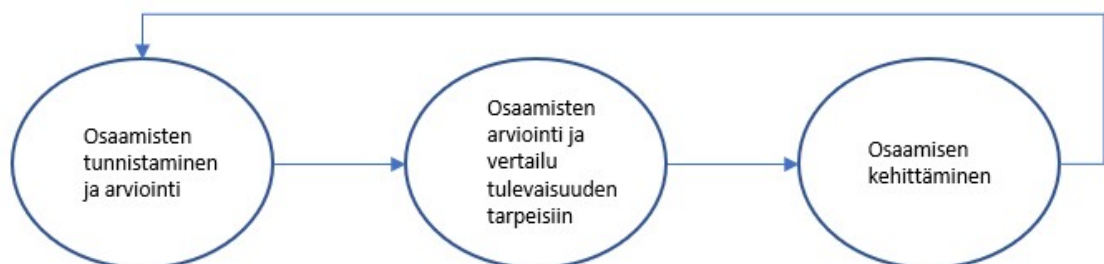 Osaamisten
tunnistaminen
ja arviointi
Osaamisten
arviointi ja
vertailu
tulevaisuuden
tarpeisiin
Osaamisen
kehittäminen